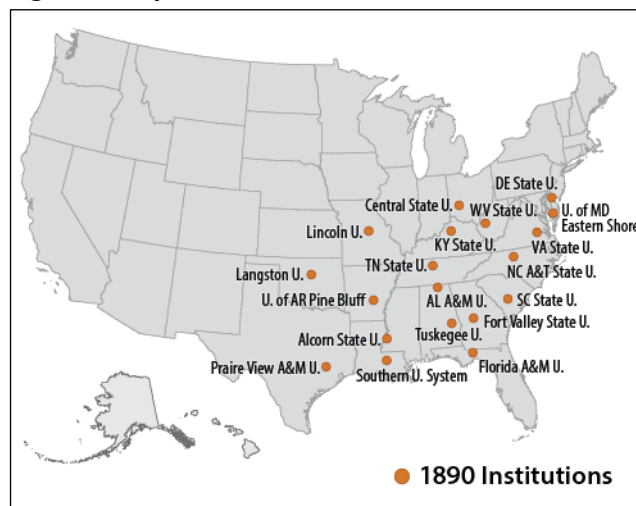 DE State U.
Central State U.
WV State U.
U. of MD
Eastern Shore
Lincoln U.
KY State U.
VA State U.
TN State U.
NC A&T State U.
Langston U.
U. of AR Pine Bluff
AL A&M U.
SC State U.
Fort Valley State U.
Tuskegee U.
Alcorn State U.
Praire View A&M U.
Southern U. System
Florida A&M U.
1890 Institutions